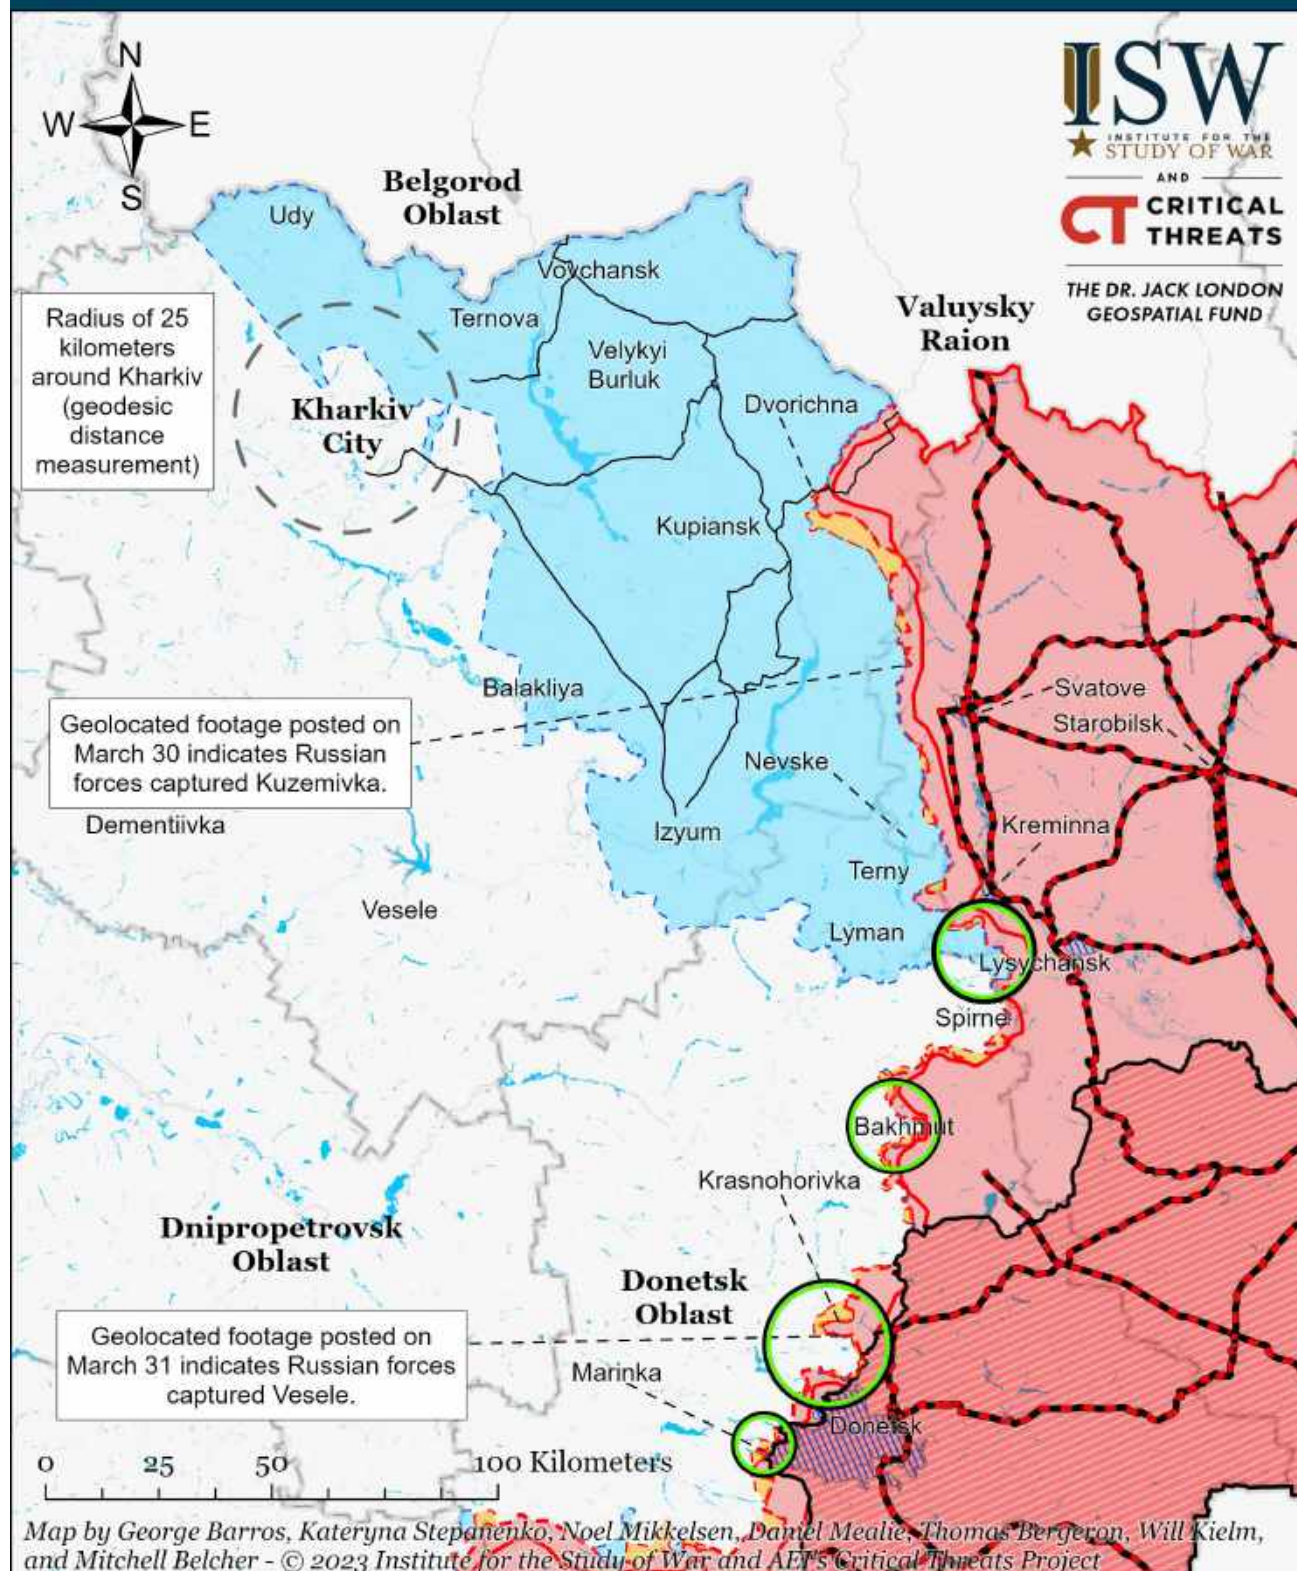 N
W
E
S
ISW
INSTITUTE FOR THE
STUDY OF WAR
AND
CT CRITICAL
THREATS
THE DR. JACK LONDON
GEOSPATIAL FUND
Belgorod
Oblast
Udy
Vovchansk
Ternova
Velykyi
Burluk
Valuysky
Raion
Radius of 25
kilometers
around Kharkiv
(geodesic
distance
measurement)
Kharkiv
City
Dvorichna
Kupiansk
Balakliya
Svatove
Starobilsk
Geolocated footage posted on
March 30 indicates Russian
forces captured Kuzemivka.
Nevske
Dementiivka
Izyum
Kreminna
Terny
Vesele
Lyman
Lysychansk
Spirne
Bakhmut
Krasnohorivka
Dnipropetrovsk
Oblast
Donetsk
Oblast
Geolocated footage posted on
March 31 indicates Russian forces
captured Vesele.
Marinka
Donetsk
0 25 50 100 Kilometers
Map by George Barros, Kateryna Stepanenko, Noel Mikkelsen, Daniel Mealie, Thomas Bergeron, Will Kielm,
and Mitchell Belcher - © 2023 Institute for the Study of War and AEI's Critical Threats Project